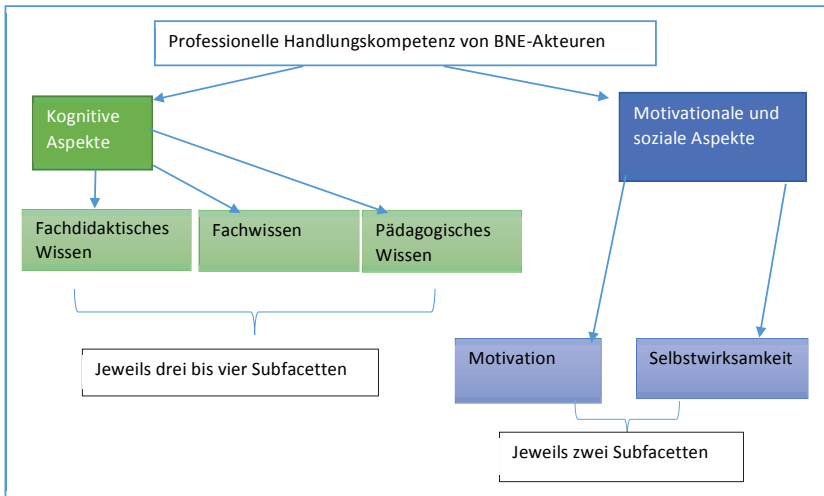 Professionelle Handlungskompetenz von BNE-Akteuren
Kognitive
Aspekte
Motivationale und
soziale Aspekte
Fachdidaktisches
Wissen
Fachwissen
Pädagogisches
Wissen
Jeweils drei bis vier Subfacetten
Motivation
Selbstwirksamkeit
Jeweils zwei Subfacetten